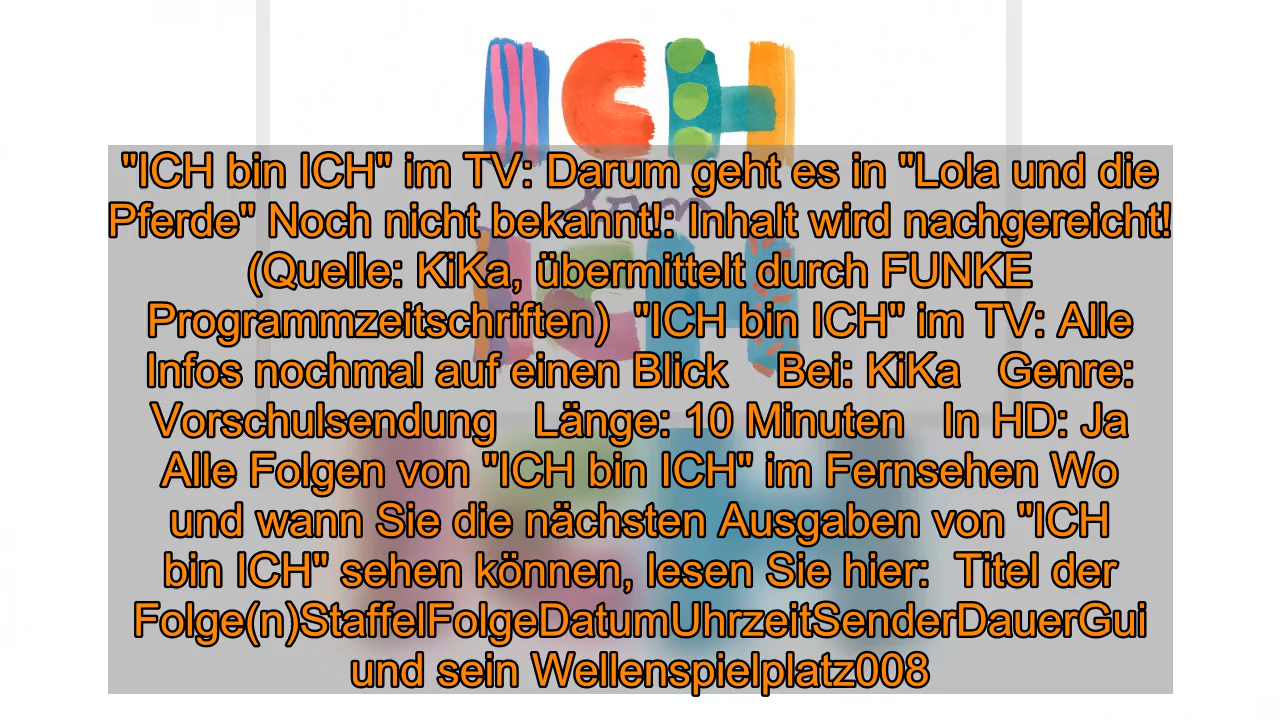 ICH
"ICH bin ICH" im TV: Darum geht es in "Lola und die
Pferde" Noch nicht bekannt!: Inhalt wird nachgereicht!
(Quelle: KiKa, übermittelt durch FUNKE
Programmzeitschriften)  "ICH bin ICH" im TV: Alle
Infos nochmal auf einen Blick    Bei: KiKa   Genre:
Vorschulsendung   Länge: 10 Minuten   In HD: Ja
Alle Folgen von "ICH bin ICH" im Fernsehen Wo
und wann Sie die nächsten Ausgaben von "ICH
bin ICH" sehen können, lesen Sie hier:  Titel der
Folge(n)StaffelFolgeDatumUhrzeitSenderDauerGui
und sein Wellenspielplatz008
bin
ICH